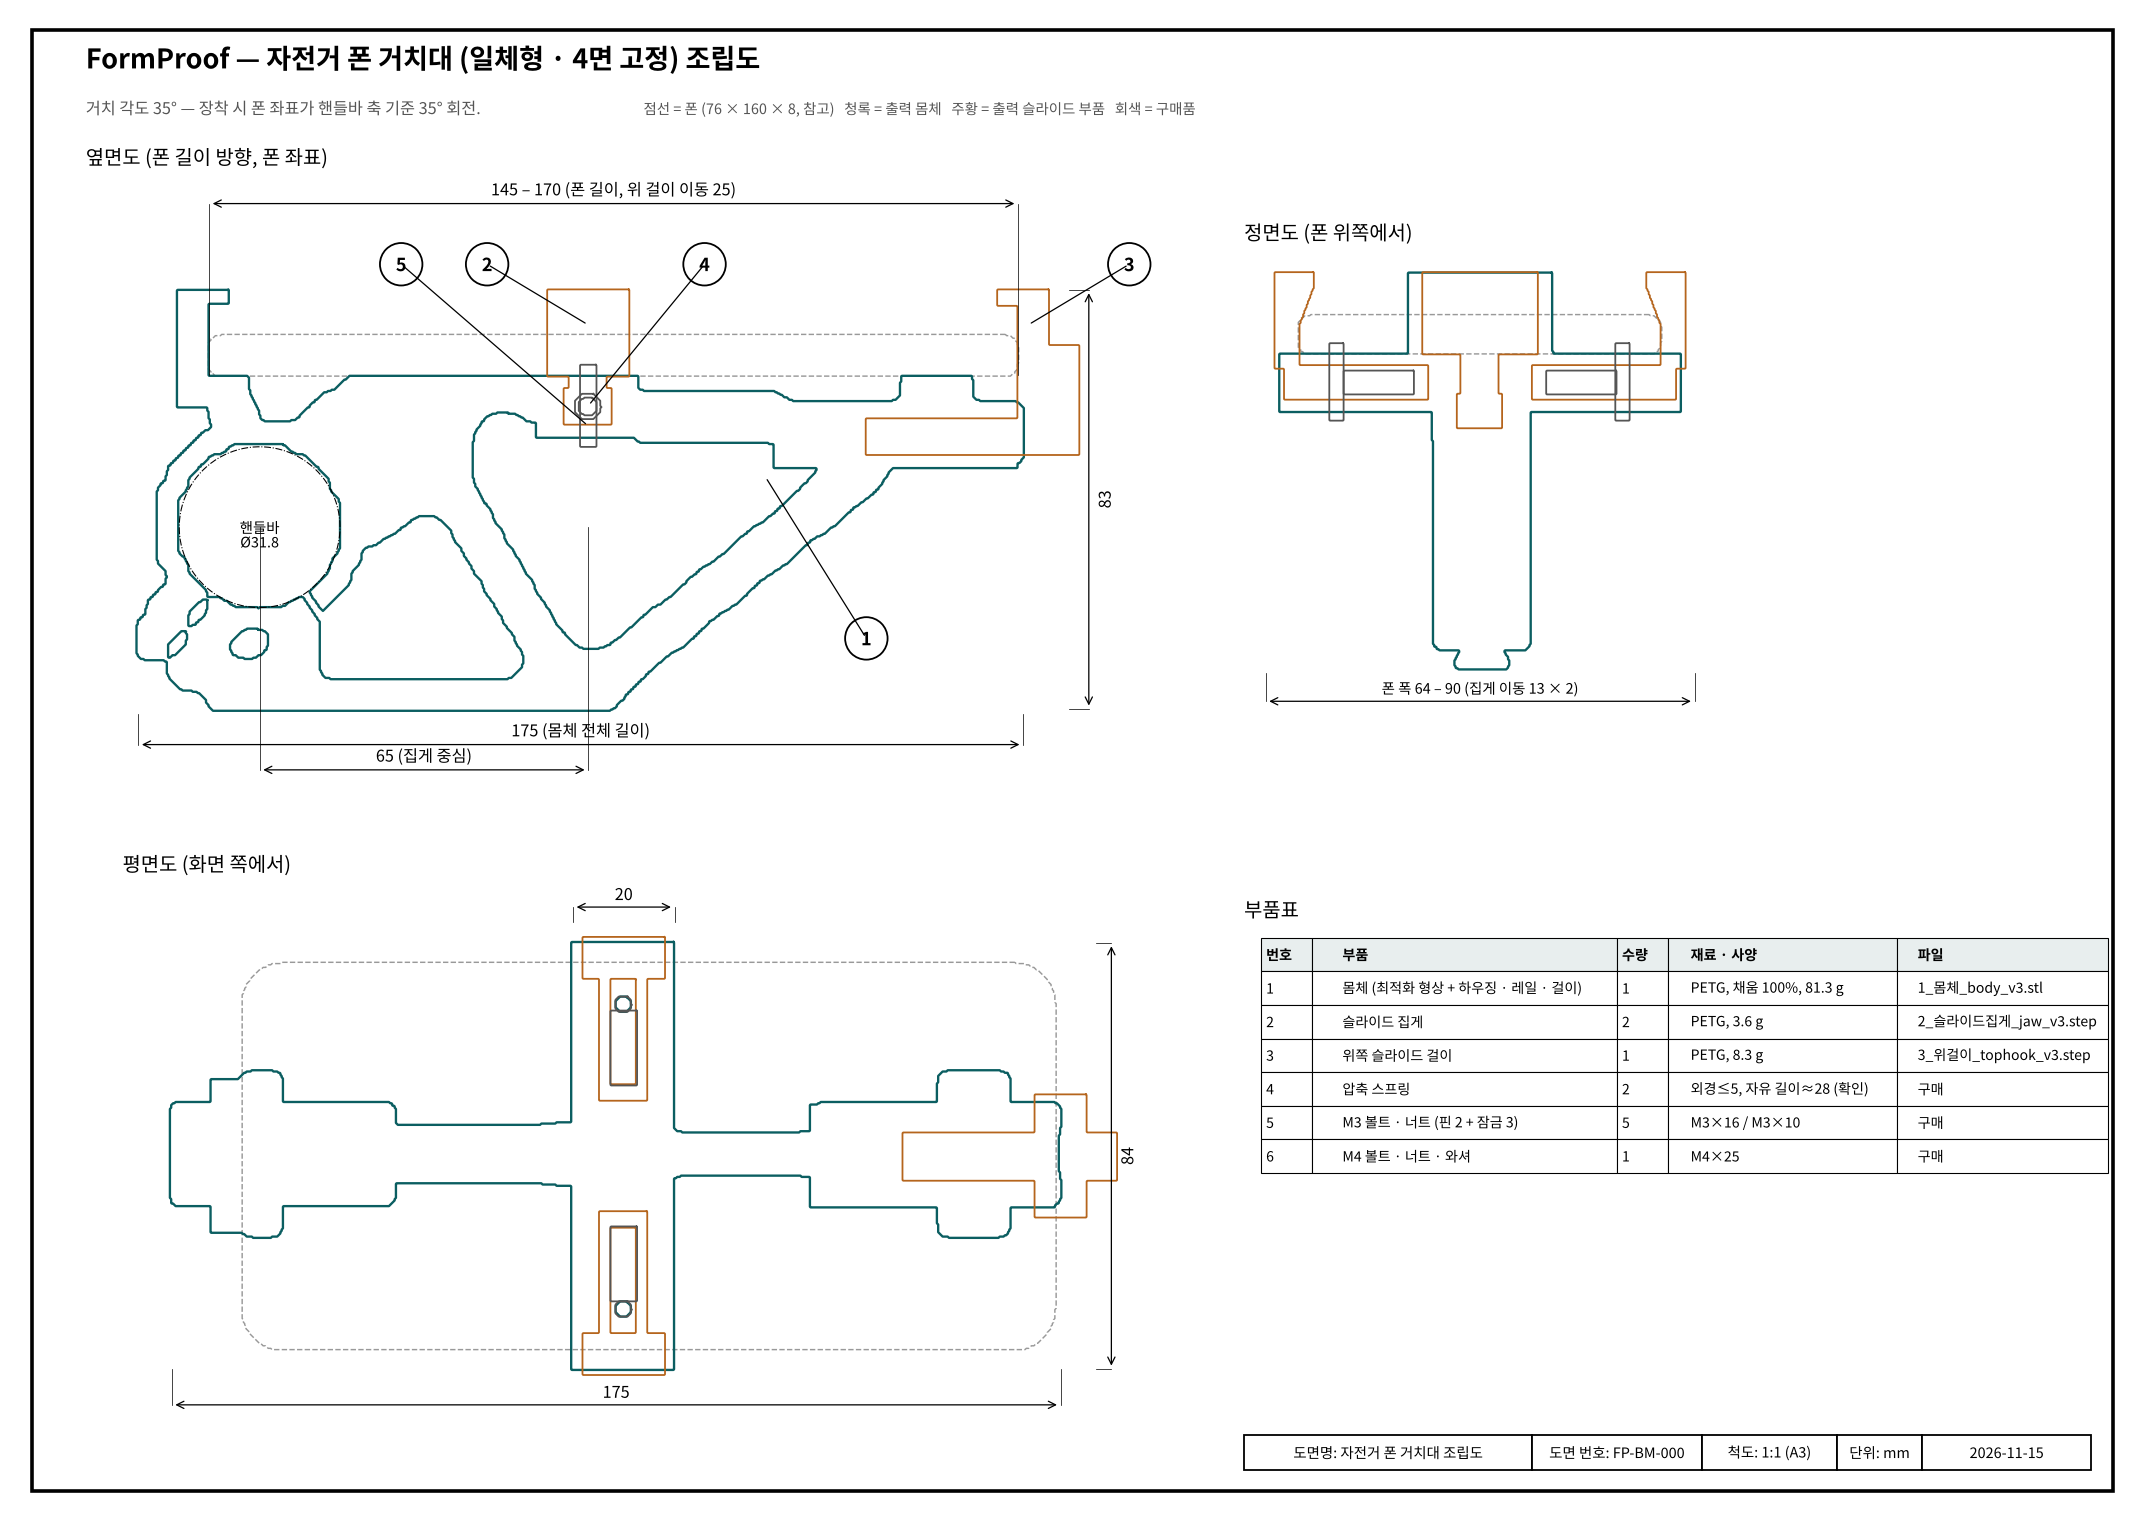 FormProof — 자전거 폰 거치대 (일체형 · 4면 고정) 조립도
거치 각도 35° — 장착 시 폰 좌표가 핸들바 축 기준 35° 회전.
점선 = 폰 (76 × 160 × 8, 참고) 청록 = 출력 몸체 주황 = 출력 슬라이드 부품 회색 = 구매품
옆면도 (폰 길이 방향, 폰 좌표)
145 – 170 (폰 길이, 위 걸이 이동 25)
5
2
4
3
핸들바
Ø31.8
83
1
175 (몸체 전체 길이)
65 (집게 중심)
정면도 (폰 위쪽에서)
폰 폭 64 – 90 (집게 이동 13 × 2)
평면도 (화면 쪽에서)
20
84
175
부품표
번호 부품 수량 재료 · 사양 파일
1 몸체 (최적화 형상 + 하우징 · 레일 · 걸이) 1 PETG, 채움 100%, 81.3 g 1_몸체_body_v3.stl
2 슬라이드 집게 2 PETG, 3.6 g 2_슬라이드집게_jaw_v3.step
3 위쪽 슬라이드 걸이 1 PETG, 8.3 g 3_위걸이_tophook_v3.step
4 압축 스프링 2 외경≤5, 자유 길이≈28 (확인) 구매
5 M3 볼트 · 너트 (핀 2 + 잠금 3) 5 M3×16 / M3×10 구매
6 M4 볼트 · 너트 · 와셔 1 M4×25 구매
도면명: 자전거 폰 거치대 조립도 도면 번호: FP-BM-000 척도: 1:1 (A3) 단위: mm 2026-11-15